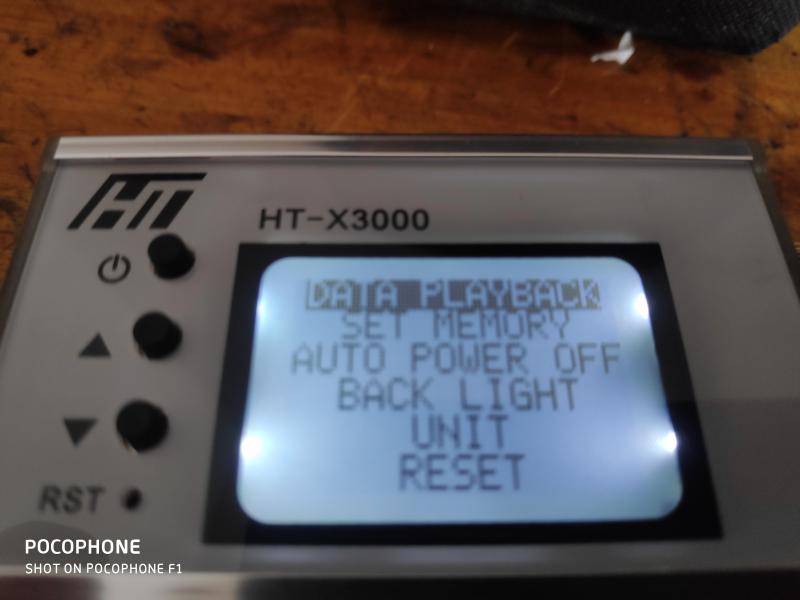 HT
HT-X3000
DATA PLAYBACK
SET MEMORY
AUTO POWER OFF
BACK LIGHT
UNIT
RESET
RST
POCOPHONE
SHOT ON POCOPHONE F1